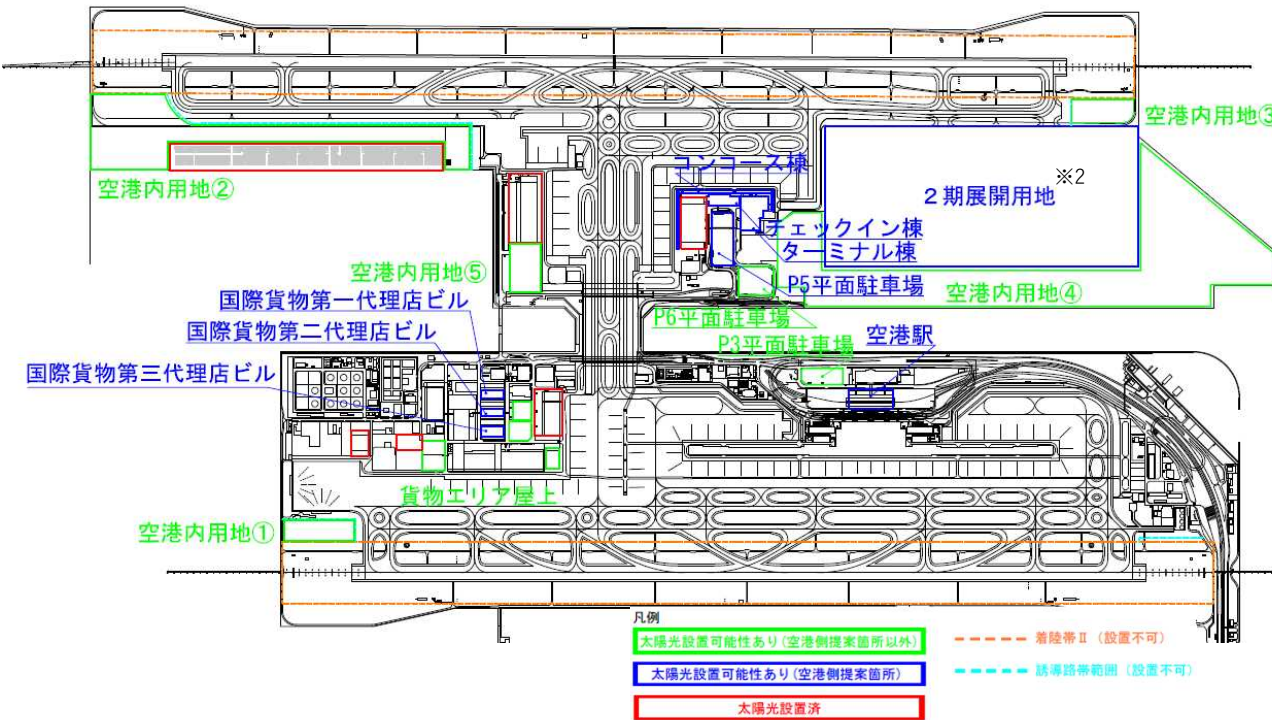 空港内用地③
コンコース棟
※2
空港内用地②
2期展開用地
チェックイン棟
ターミナル棟
空港内用地⑤
P5平面駐車場
空港内用地④
国際貨物第一代理店ビル
P6平面駐車場
国際貨物第二代理店ビル
空港駅
P3平面駐車場
国際貨物第三代理店ビル
貨物エリア屋上
空港内用地①
凡例
太陽光設置可能性あり(空港側提案箇所以外)
着陸帯Ⅱ(設置不可)
太陽光設置可能性あり(空港側提案箇所)
誘導路帯範囲(設置不可)
太陽光設置済